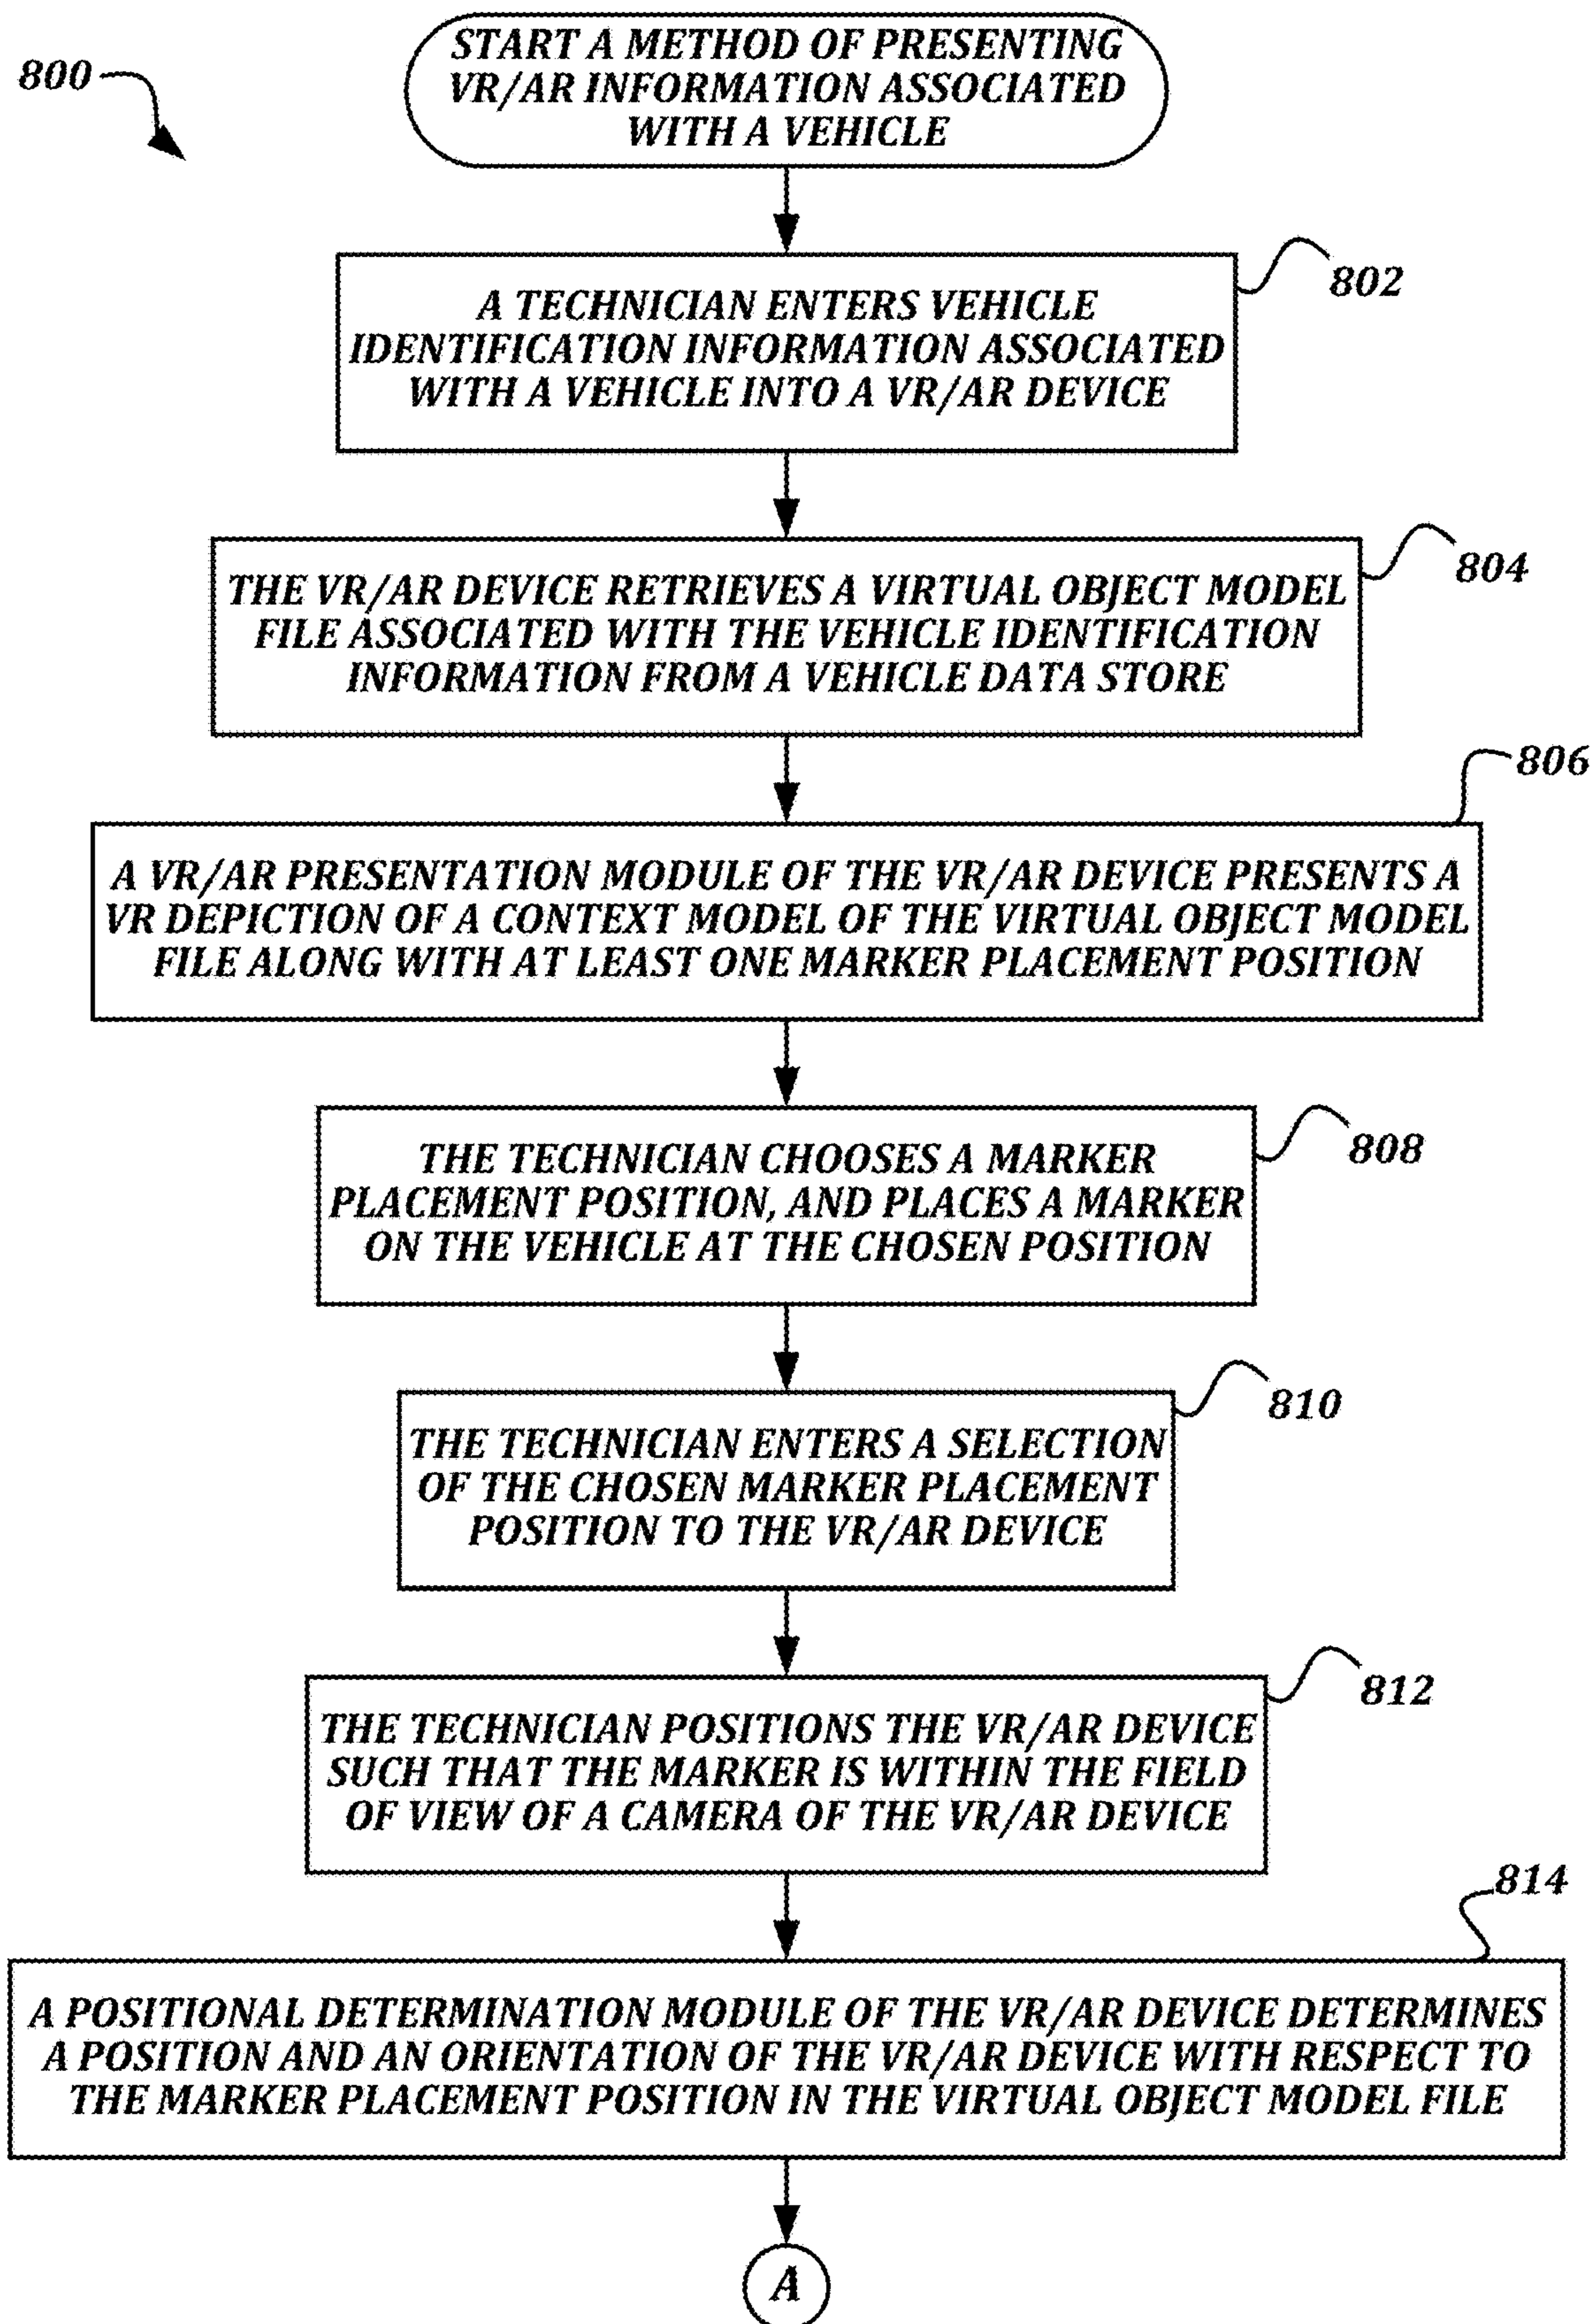 800
START A METHOD OF PRESENTING
VR/AR INFORMATION ASSOCIATED
WITH A VEHICLE
802
A TECHNICIAN ENTERS VEHICLE
IDENTIFICATION INFORMATION ASSOCIATED
WITH A VEHICLE INTO A VR/AR DEVICE
804
THE VR/AR DEVICE RETRIEVES A VIRTUAL OBJECT MODEL
FILE ASSOCIATED WITH THE VEHICLE IDENTIFICATION
INFORMATION FROM A VEHICLE DATA STORE
806
A VR/AR PRESENTATION MODULE OF THE VR/AR DEVICE PRESENTS A
VR DEPICTION OF A CONTEXT MODEL OF THE VIRTUAL OBJECT MODEL
FILE ALONG WITH AT LEAST ONE MARKER PLACEMENT POSITION
808
THE TECHNICIAN CHOOSES A MARKER
PLACEMENT POSITION, AND PLACES A MARKER
ON THE VEHICLE AT THE CHOSEN POSITION
810
THE TECHNICIAN ENTERS A SELECTION
OF THE CHOSEN MARKER PLACEMENT
POSITION TO THE VR/AR DEVICE
812
THE TECHNICIAN POSITIONS THE VR/AR DEVICE
SUCH THAT THE MARKER IS WITHIN THE FIELD
OF VIEW OF A CAMERA OF THE VR/AR DEVICE
814
A POSITIONAL DETERMINATION MODULE OF THE VR/AR DEVICE DETERMINES
A POSITION AND AN ORIENTATION OF THE VR/AR DEVICE WITH RESPECT TO
THE MARKER PLACEMENT POSITION IN THE VIRTUAL OBJECT MODEL FILE
A